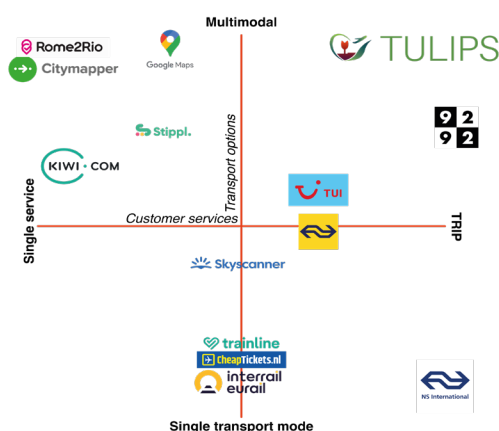 Multimodal
Rome2Rio
Citymapper
Google Maps
TULIPS
Stippl.
9 2
9 2
KIWI.COM
Transport options
TUI
Single service
Customer services
TRIP
Skyscanner
trainline
CheapTickets.nl
interrail
eurail
NS International
Single transport mode